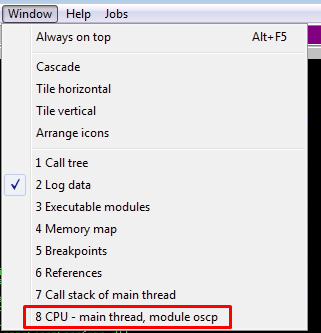 Window Help Jobs
Always on top Alt+F5
Cascade
Tile horizontal
Tile vertical
Arrange icons
1 Call tree
2 Log data
3 Executable modules
4 Memory map
5 Breakpoints
6 References
7 Call stack of main thread
8 CPU - main thread, module oscp